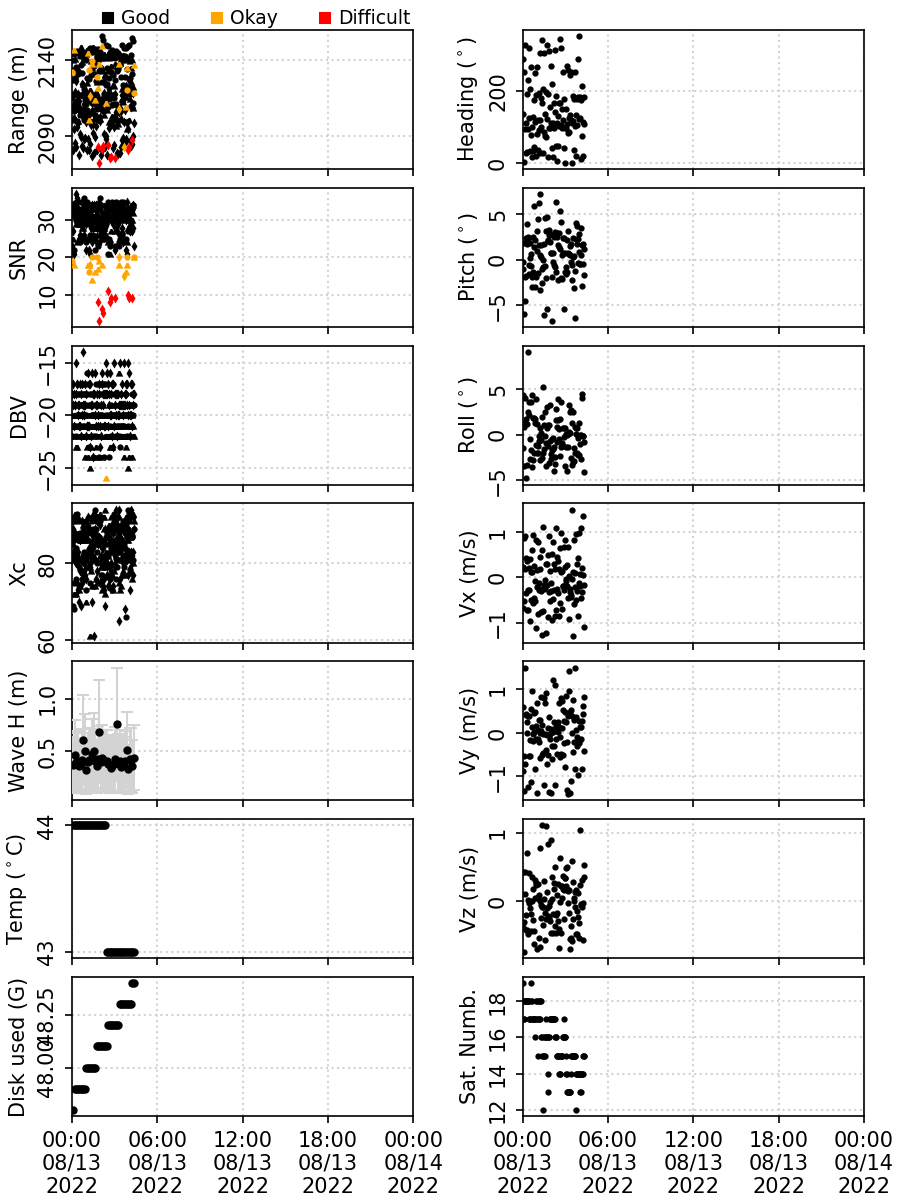 Good Okay Difficult
Range (m)
2140
2090
Heading (°)
200
0
SNR
30
20
10
Pitch (°)
5
0
−5
DBV
−15
−20
−25
Roll (°)
5
0
−5
Xc
80
60
Vx (m/s)
1
0
−1
Wave H (m)
1.0
0.5
Vy (m/s)
1
0
−1
Temp (°C)
44
43
Vz (m/s)
1
0
Disk used (G)
48.25
48.00
Sat. Numb.
18
16
14
12
00:00 06:00 12:00 18:00 00:00
08/13 08/13 08/13 08/13 08/14
2022 2022 2022 2022 2022
00:00 06:00 12:00 18:00 00:00
08/13 08/13 08/13 08/13 08/14
2022 2022 2022 2022 2022